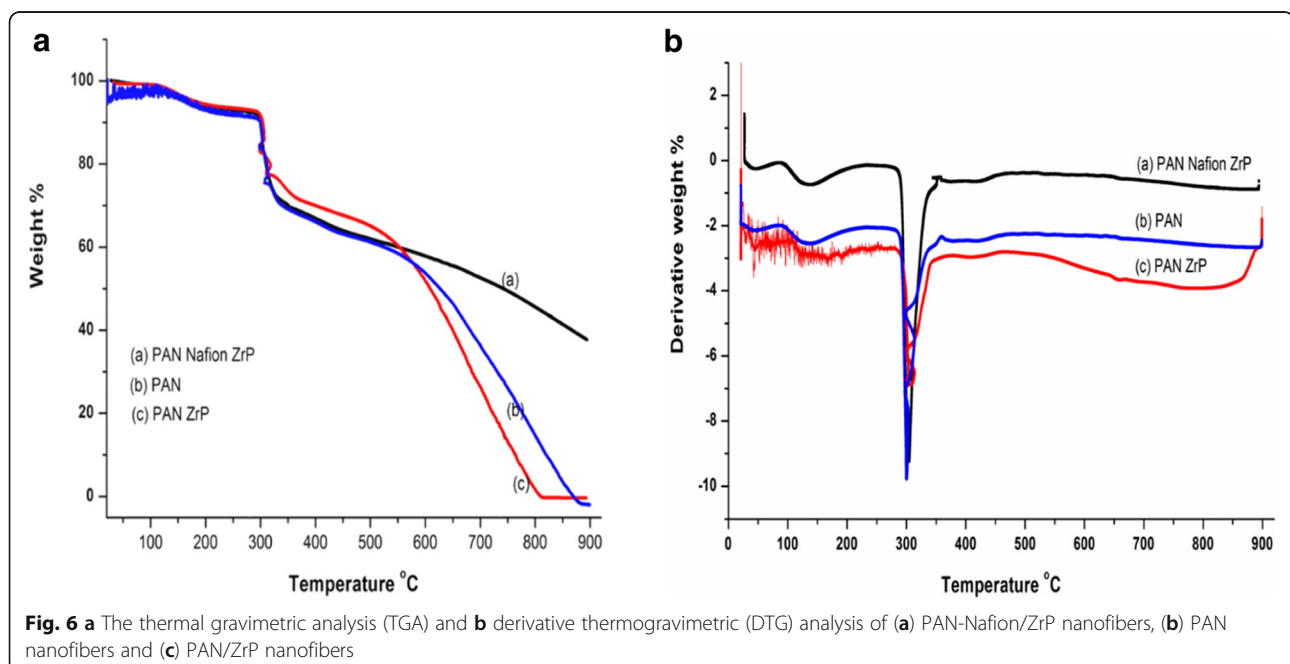 a
Weight %
100
80
60
40
20
0
(a)
(b)
(c)
(a) PAN Nafion ZrP
(b) PAN
(c) PAN ZrP
100 200 300 400 500 600 700 800 900
Temperature °C
b
Derivative weight %
2
0
-2
-4
-6
-8
-10
(a) PAN Nafion ZrP
(b) PAN
(c) PAN ZrP
0 100 200 300 400 500 600 700 800 900
Temperature °C
Fig. 6 a The thermal gravimetric analysis (TGA) and b derivative thermogravimetric (DTG) analysis of (a) PAN-Nafion/ZrP nanofibers, (b) PAN
nanofibers and (c) PAN/ZrP nanofibers